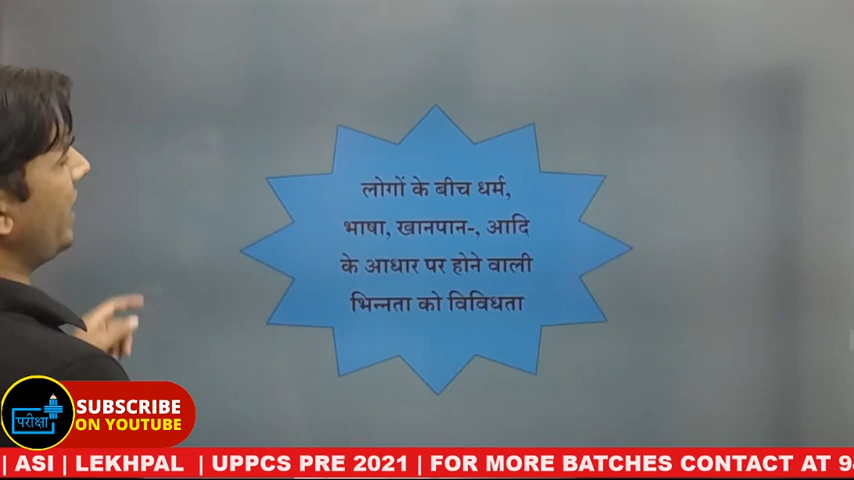 लोगों के बीच धर्म,
भाषा, खानपान-, आदि
के आधार पर होने वाली
भिन्नता को विविधता
परीक्षा
SUBSCRIBE
ON YOUTUBE
| ASI | LEKHPAL | UPPCS PRE 2021 | FOR MORE BATCHES CONTACT AT 9